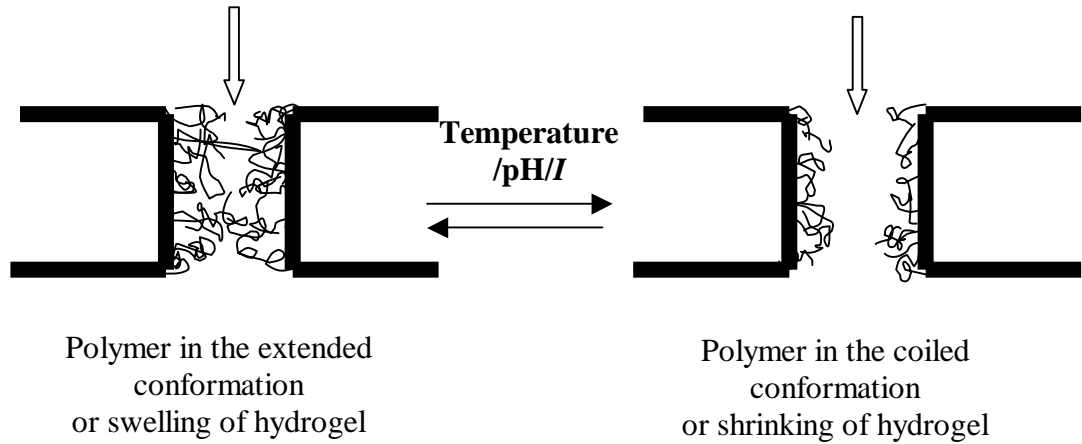 Temperature
/pH/I
Polymer in the extended
conformation
or swelling of hydrogel
Polymer in the coiled
conformation
or shrinking of hydrogel